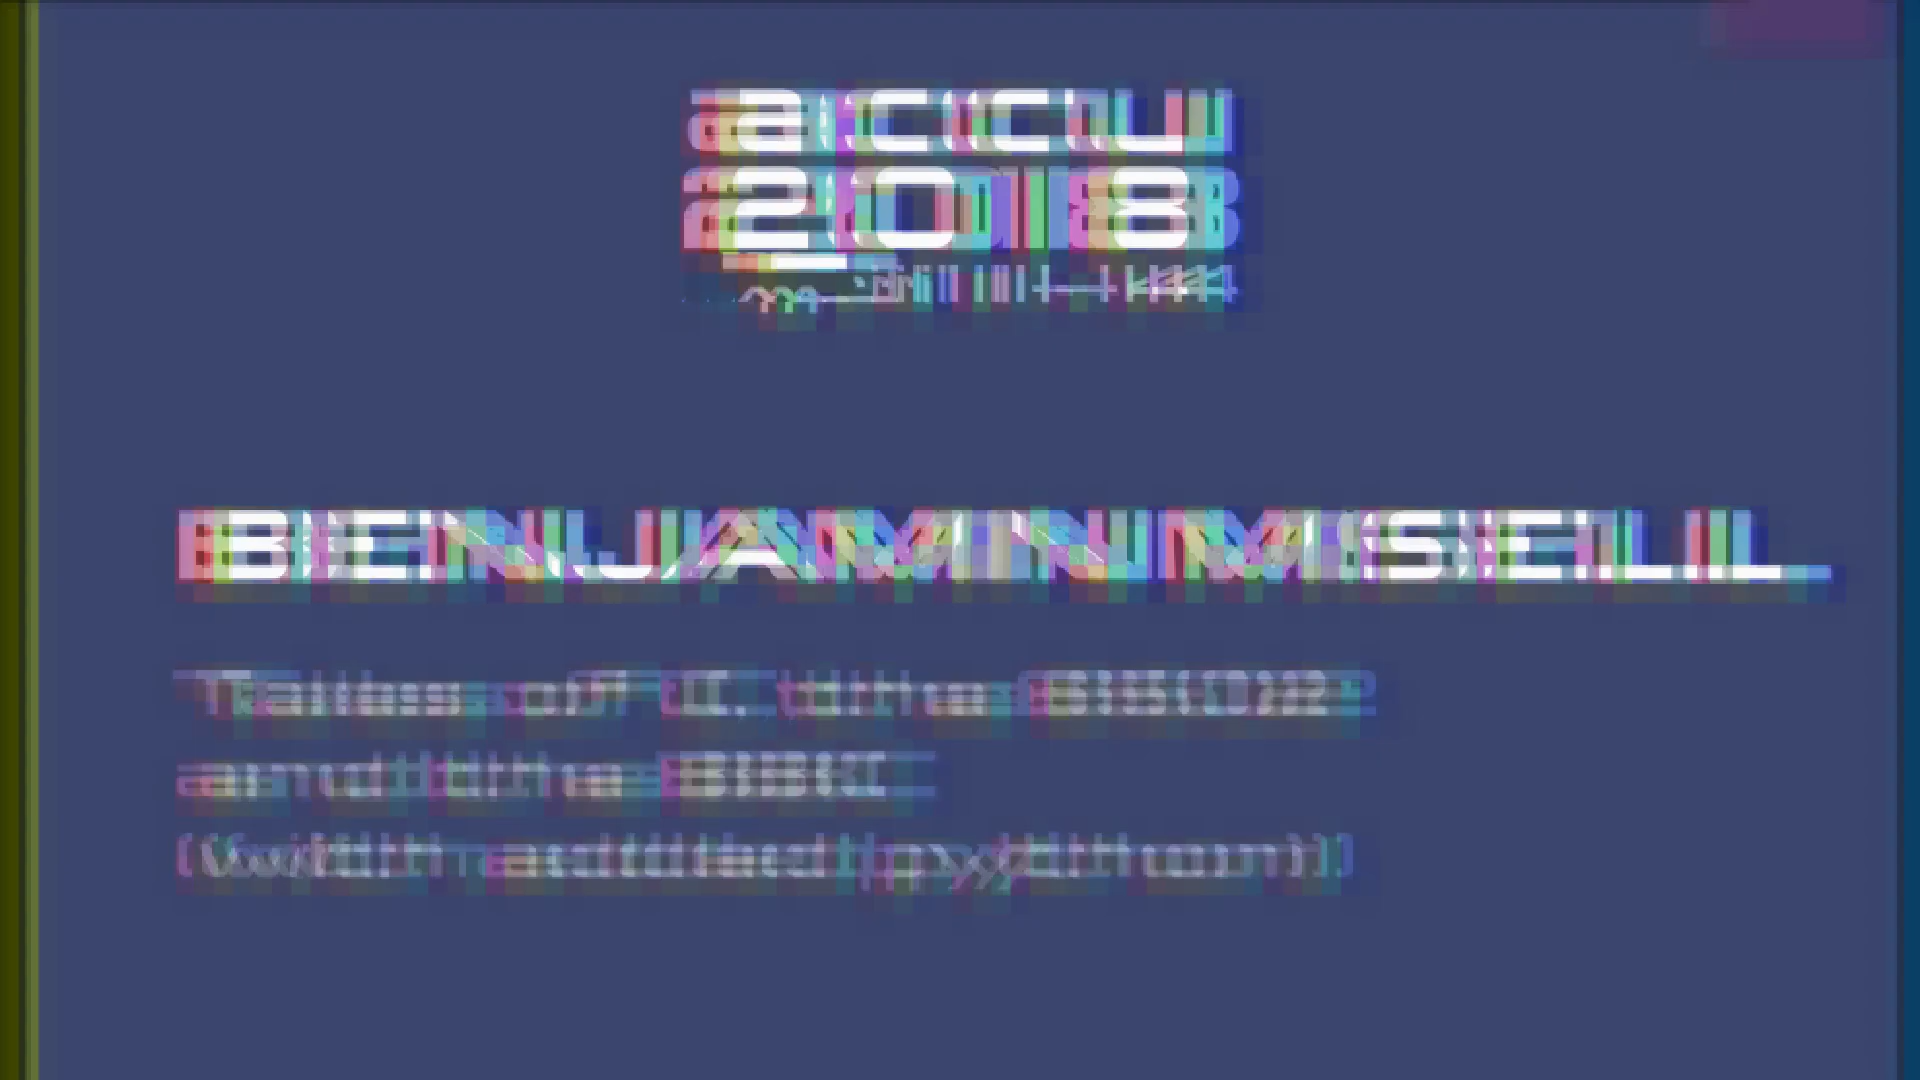 accu
2018
BENJAMIN MISELL
Tales of C, the 6502
and the BBC
(with added python)